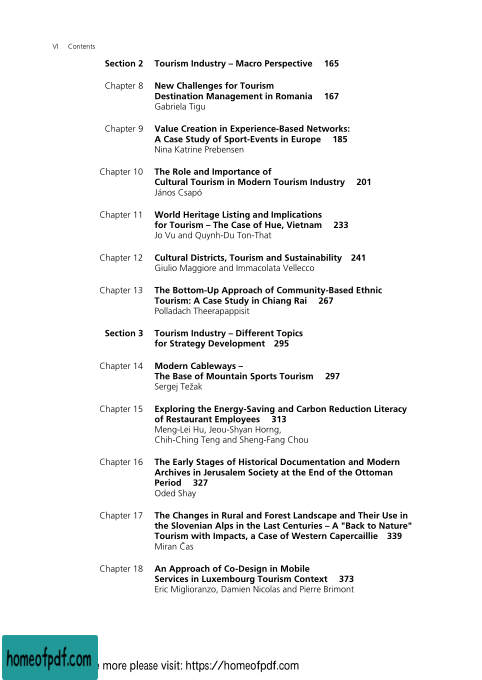 VI Contents
Section 2 Tourism Industry – Macro Perspective 165
Chapter 8 New Challenges for Tourism
Destination Management in Romania 167
Gabriela Tigu
Chapter 9 Value Creation in Experience-Based Networks:
A Case Study of Sport-Events in Europe 185
Nina Katrine Prebensen
Chapter 10 The Role and Importance of
Cultural Tourism in Modern Tourism Industry 201
János Csapó
Chapter 11 World Heritage Listing and Implications
for Tourism – The Case of Hue, Vietnam 233
Jo Vu and Quynh-Du Ton-That
Chapter 12 Cultural Districts, Tourism and Sustainability 241
Giulio Maggiore and Immacolata Vellecco
Chapter 13 The Bottom-Up Approach of Community-Based Ethnic
Tourism: A Case Study in Chiang Rai 267
Polladach Theerapappisit
Section 3 Tourism Industry – Different Topics
for Strategy Development 295
Chapter 14 Modern Cableways –
The Base of Mountain Sports Tourism 297
Sergej Težak
Chapter 15 Exploring the Energy-Saving and Carbon Reduction Literacy
of Restaurant Employees 313
Meng-Lei Hu, Jeou-Shyan Horng,
Chih-Ching Teng and Sheng-Fang Chou
Chapter 16 The Early Stages of Historical Documentation and Modern
Archives in Jerusalem Society at the End of the Ottoman
Period 327
Oded Shay
Chapter 17 The Changes in Rural and Forest Landscape and Their Use in
the Slovenian Alps in the Last Centuries – A "Back to Nature"
Tourism with Impacts, a Case of Western Capercaillie 339
Miran Čas
Chapter 18 An Approach of Co-Design in Mobile
Services in Luxembourg Tourism Context 373
Eric Miglioranzo, Damien Nicolas and Pierre Brimont
homeofpdf.com
more please visit: https://homeofpdf.com